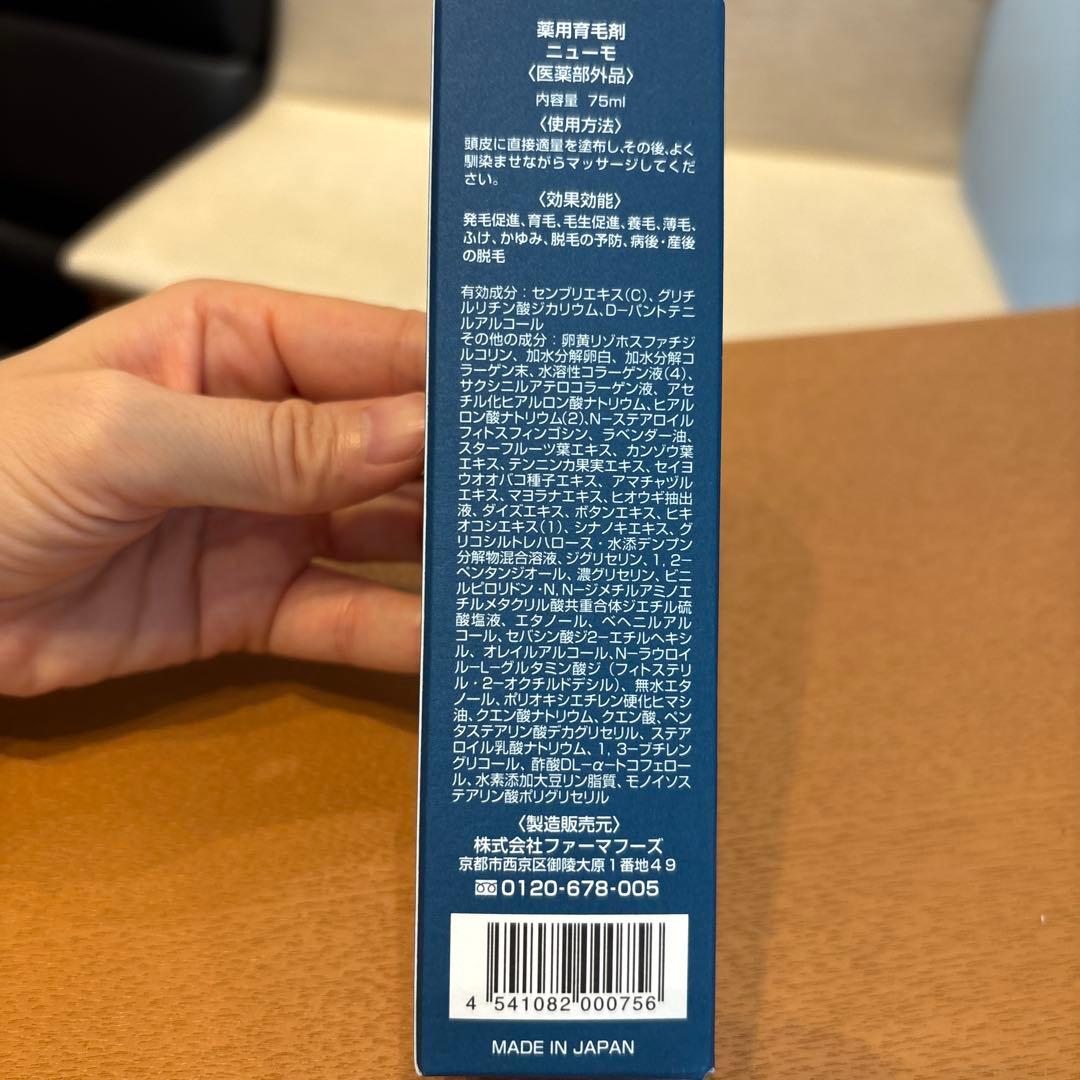 薬用育毛剤
ニューモ
〈医薬部外品〉
内容量 75ml
〈使用方法〉
頭皮に直接適量を塗布し、その後、よく
馴染ませながらマッサージしてくだ
さい。
〈効果効能〉
発毛促進、育毛、毛生促進、養毛、薄毛、
ふけ、かゆみ、脱毛の予防、病後・産後
の脱毛
有効成分：センブリエキス(C)、グリチ
ルリチン酸ジカリウム、D−パントテニ
ルアルコール
その他の成分：卵黄リゾホスファチジ
ルコリン、加水分解卵白、加水分解コ
ラーゲン末、水溶性コラーゲン液(4)、
サクシニルアテロコラーゲン液、アセ
チル化ヒアルロン酸ナトリウム、ヒアル
ロン酸ナトリウム(2)、N−ステアロイル
フィトスフィンゴシン、ラベンダー油、
スターフルーツ葉エキス、カンゾウ葉
エキス、テンニンカ果実エキス、セイヨ
ウオオバコ種子エキス、アマチャヅル
エキス、マヨラナエキス、ヒオウギ抽出
液、ダイズエキス、ボタンエキス、ヒキ
オコシエキス(1)、シナノキエキス、グ
リコシルトレハロース・水添デンプン
分解物混合溶液、ジグリセリン、1, 2−
ペンタンジオール、濃グリセリン、ビニ
ルピロリドン・N, N−ジメチルアミノエ
チルメタクリル酸共重合体ジエチル硫
酸塩液、エタノール、ベヘニルアル
コール、セバシン酸ジ2−エチルヘキシ
ル、オレイルアルコール、N−ラウロイ
ル−L−グルタミン酸ジ（フィトステリ
ル・2−オクチルドデシル）、無水エタ
ノール、ポリオキシエチレン硬化ヒマシ
油、クエン酸ナトリウム、クエン酸、ペン
タステアリン酸デカグリセリル、ステア
ロイル乳酸ナトリウム、1, 3−ブチレン
グリコール、酢酸DL−α−トコフェロー
ル、水素添加大豆リン脂質、モノイソス
テアリン酸ポリグリセリル
〈製造販売元〉
株式会社ファーマフーズ
京都市西京区御陵大原1番地49
0120-678-005
4 541082 000756
MADE IN JAPAN